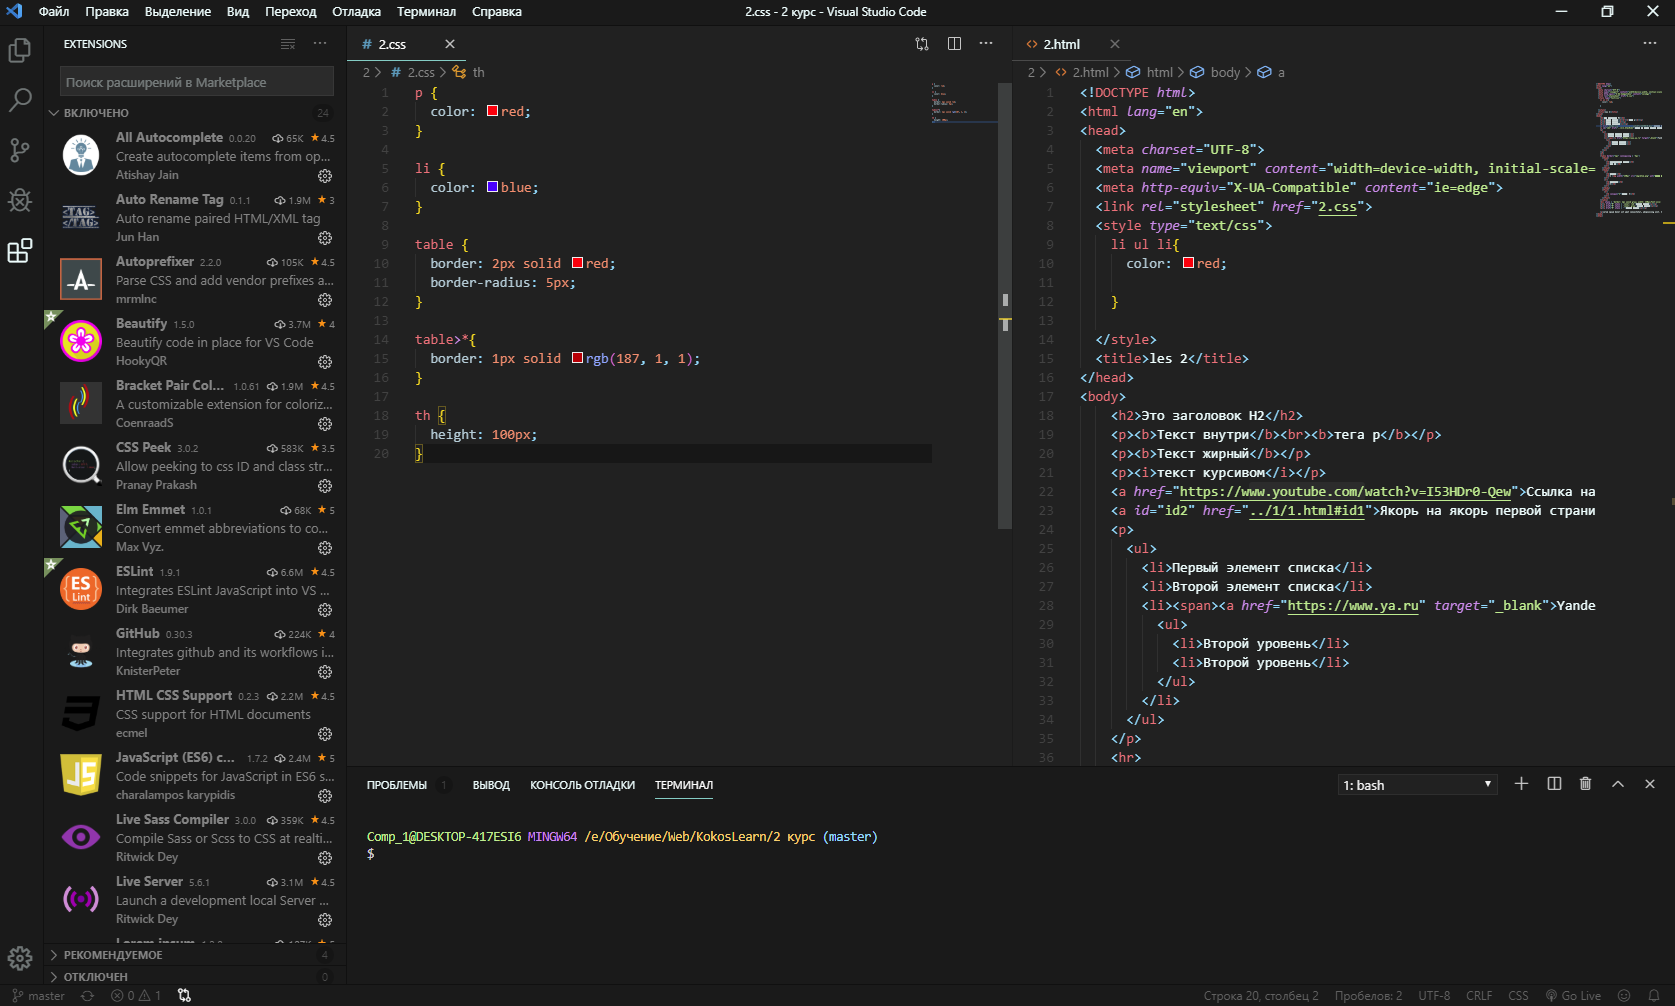 Файл Правка Выделение Вид Переход Отладка Терминал Справка
2.css - 2 курс - Visual Studio Code
EXTENSIONS
Поиск расширений в Marketplace
ВКЛЮЧЕНО 24
All Autocomplete 0.0.20 65K 4.5
Create autocomplete items from op...
Atishay Jain
Auto Rename Tag 0.1.1 1.9M 3
Auto rename paired HTML/XML tag
Jun Han
Autoprefixer 2.2.0 105K 4.5
Parse CSS and add vendor prefixes a...
mrmlnc
Beautify 1.5.0 3.7M 4
Beautify code in place for VS Code
HookyQR
Bracket Pair Col... 1.0.61 1.9M 4.5
A customizable extension for coloriz...
CoenraadS
CSS Peek 3.0.2 583K 3.5
Allow peeking to css ID and class str...
Pranay Prakash
Elm Emmet 1.0.1 68K 5
Convert emmet abbreviations to co...
Max Vyz.
ESLint 1.9.1 6.6M 4.5
Integrates ESLint JavaScript into VS ...
Dirk Baeumer
GitHub 0.30.3 224K 4
Integrates github and its workflows i...
KnisterPeter
HTML CSS Support 0.2.3 2.2M 4.5
CSS support for HTML documents
ecmel
JavaScript (ES6) c... 1.7.2 2.4M 5
Code snippets for JavaScript in ES6 s...
charalampos karypidis
Live Sass Compiler 3.0.0 359K 4.5
Compile Sass or Scss to CSS at realti...
Ritwick Dey
Live Server 5.6.1 3.1M 4.5
Launch a development local Server ...
Ritwick Dey
РЕКОМЕНДУЕМОЕ 4
ОТКЛЮЧЕН 0
<TAG>
</TAG>
ES
Lint
JS
# 2.css
2 > # 2.css > th
1 p {
2 color: red;
3 }
4
5 li {
6 color: blue;
7 }
8
9 table {
10 border: 2px solid red;
11 border-radius: 5px;
12 }
13
14 table>*{
15 border: 1px solid rgb(187, 1, 1);
16 }
17
18 th {
19 height: 100px;
20 }
<> 2.html
2 > <> 2.html > html > body > a
1 <!DOCTYPE html>
2 <html lang="en">
3 <head>
4 <meta charset="UTF-8">
5 <meta name="viewport" content="width=device-width, initial-scale=
6 <meta http-equiv="X-UA-Compatible" content="ie=edge">
7 <link rel="stylesheet" href="2.css">
8 <style type="text/css">
9 li ul li{
10 color: red;
11
12 }
13
14 </style>
15 <title>les 2</title>
16 </head>
17 <body>
18 <h2>Это заголовок H2</h2>
19 <p><b>Текст внутри</b><br><b>тега p</b></p>
20 <p><b>Текст жирный</b></p>
21 <p><i>текст курсивом</i></p>
22 <a href="https://www.youtube.com/watch?v=I53HDr0-Qew">Ссылка на
23 <a id="id2" href="../1/1.html#id1">Якорь на якорь первой страни
24 <p>
25 <ul>
26 <li>Первый элемент списка</li>
27 <li>Второй элемент списка</li>
28 <li><span><a href="https://www.ya.ru" target="_blank">Yande
29 <ul>
30 <li>Второй уровень</li>
31 <li>Второй уровень</li>
32 </ul>
33 </li>
34 </ul>
35 </p>
36 <hr>
ПРОБЛЕМЫ 1 ВЫВОД КОНСОЛЬ ОТЛАДКИ ТЕРМИНАЛ
1: bash
Comp_1@DESKTOP-417ESI6 MINGW64 /e/Обучение/Web/KokosLearn/2 курс (master)
$
master 0 1
Строка 20, столбец 2 Пробелов: 2 UTF-8 CRLF CSS Go Live